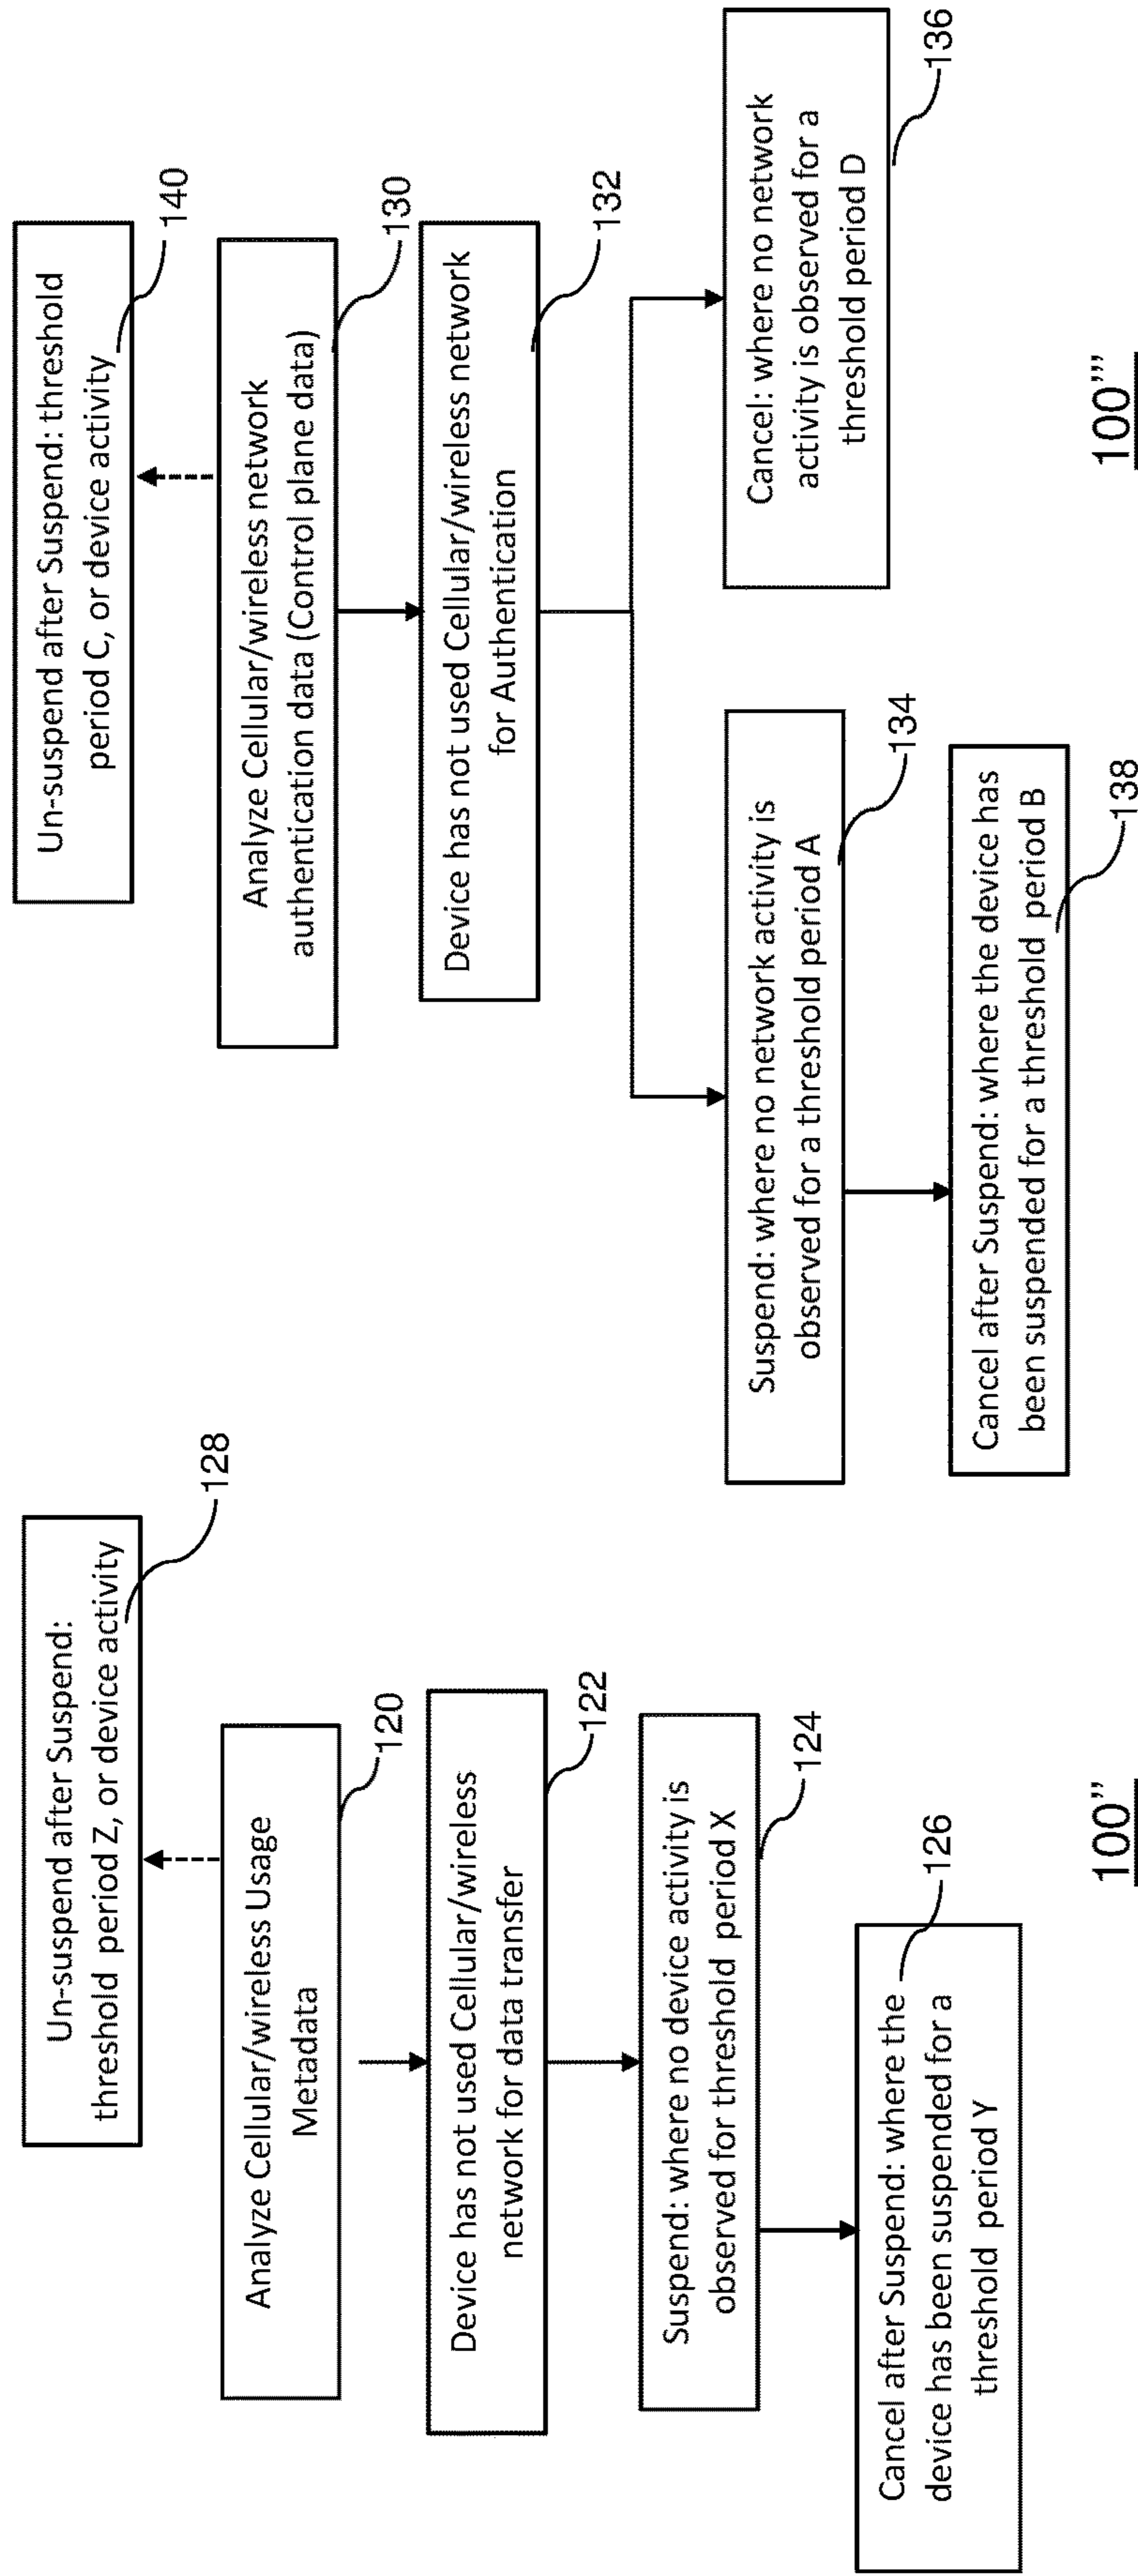 Un-suspend after Suspend:
threshold period Z, or device activity
128
Analyze Cellular/wireless Usage
Metadata
120
Device has not used Cellular/wireless
network for data transfer
122
Suspend: where no device activity is
observed for threshold period X
124
Cancel after Suspend: where the
device has been suspended for a
threshold period Y
126
100"
Un-suspend after Suspend: threshold
period C, or device activity
140
Analyze Cellular/wireless network
authentication data (Control plane data)
130
Device has not used Cellular/wireless network
for Authentication
132
Suspend: where no network activity is
observed for a threshold period A
134
Cancel after Suspend: where the device has
been suspended for a threshold period B
138
Cancel: where no network
activity is observed for a
threshold period D
136
100'''